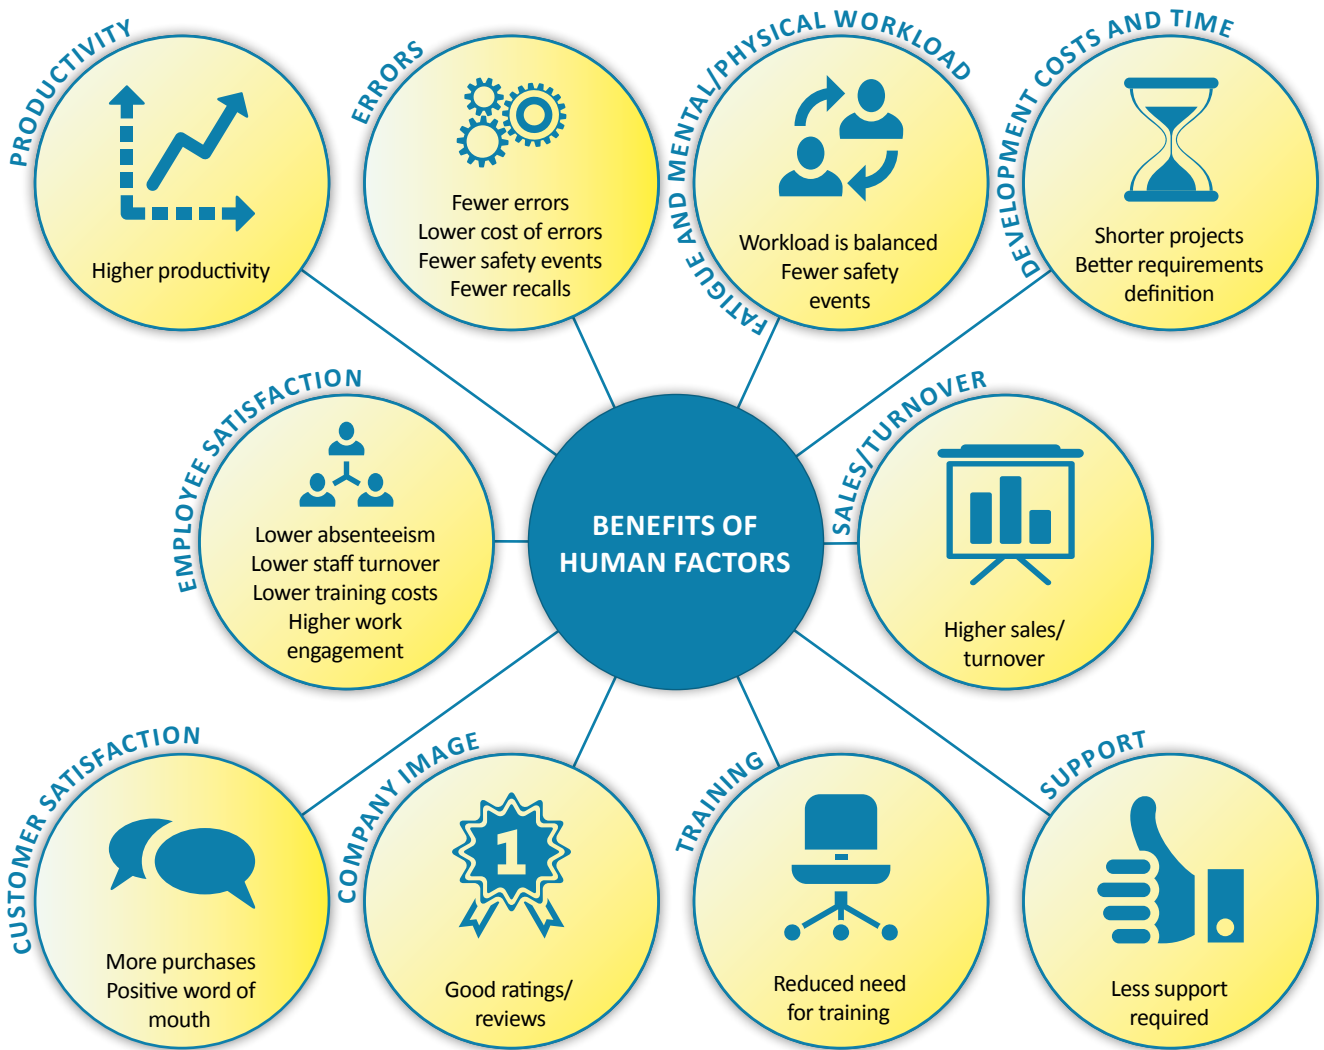 PRODUCTIVITY
Higher productivity
ERRORS
Fewer errors
Lower cost of errors
Fewer safety events
Fewer recalls
FATIGUE AND MENTAL/PHYSICAL WORKLOAD
Workload is balanced
Fewer safety
events
DEVELOPMENT COSTS AND TIME
Shorter projects
Better requirements
definition
EMPLOYEE SATISFACTION
Lower absenteeism
Lower staff turnover
Lower training costs
Higher work
engagement
BENEFITS OF
HUMAN FACTORS
SALES/TURNOVER
Higher sales/
turnover
CUSTOMER SATISFACTION
More purchases
Positive word of
mouth
COMPANY IMAGE
1
Good ratings/
reviews
TRAINING
Reduced need
for training
SUPPORT
Less support
required